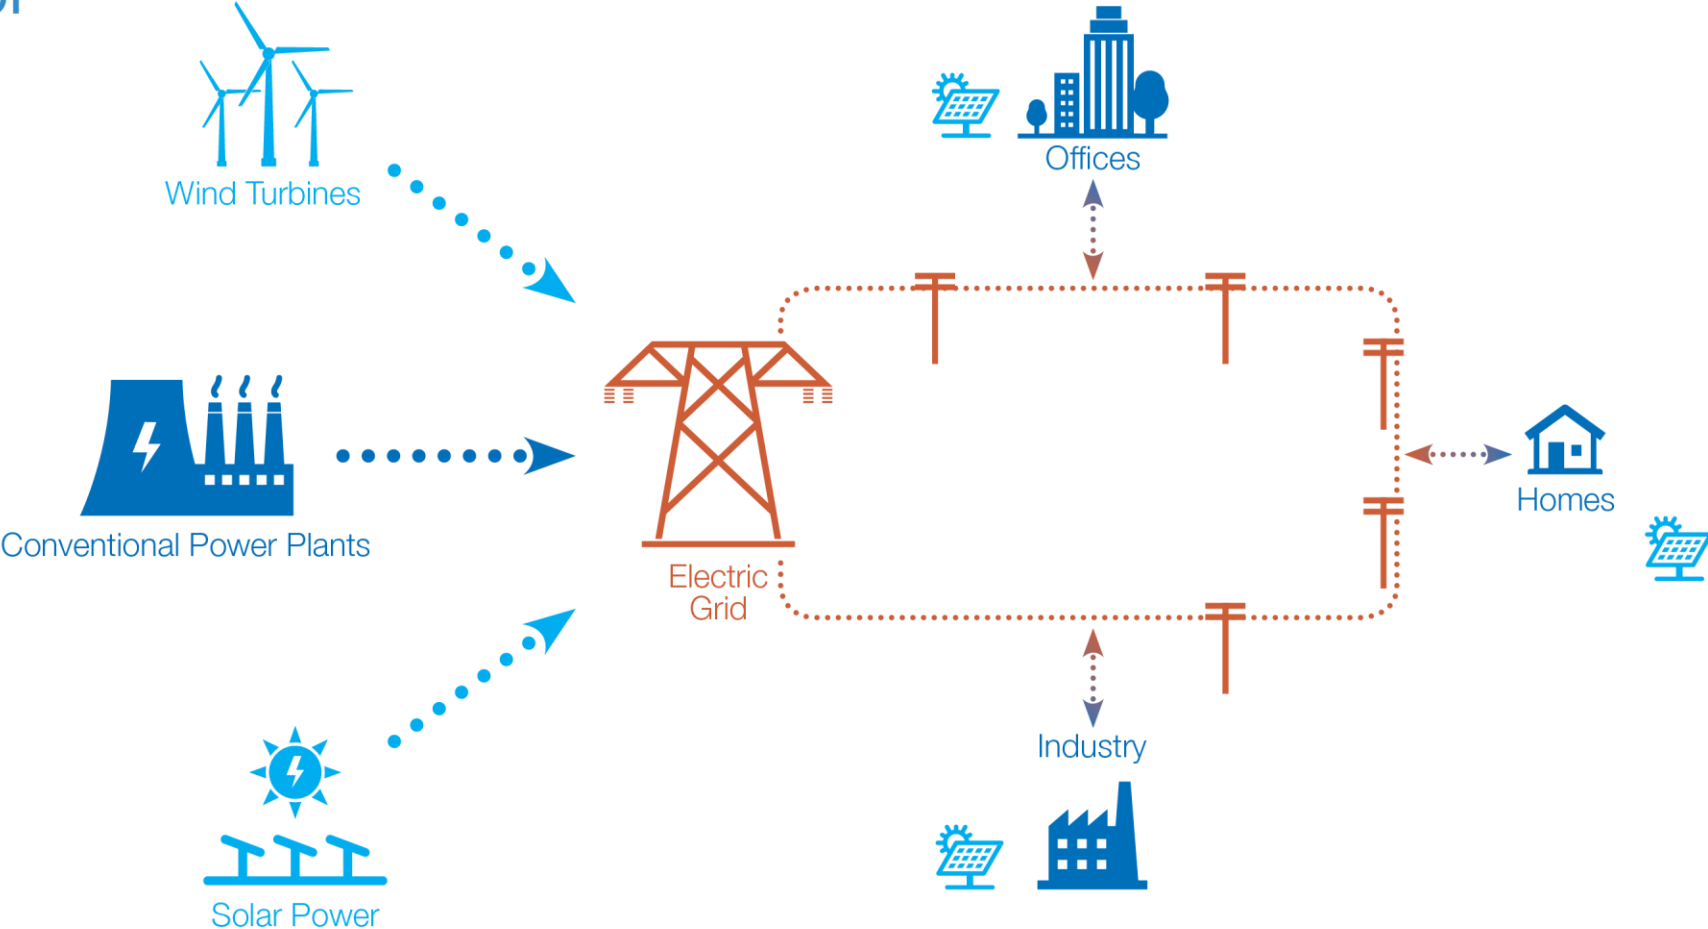 Offices
Wind Turbines
Homes
Conventional Power Plants
Electric
Grid
Industry
Solar Power